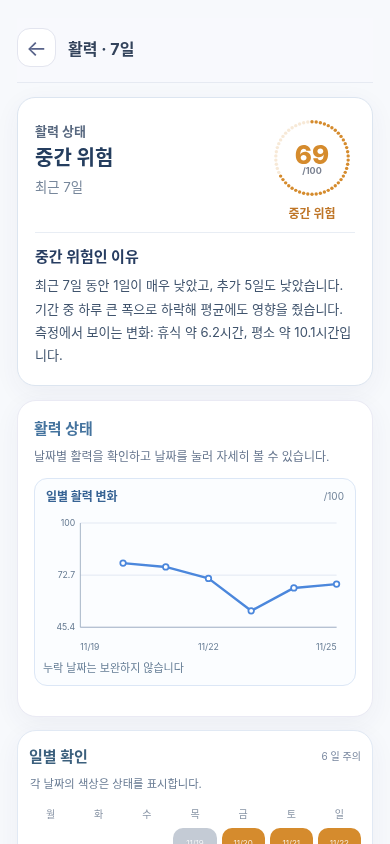 활력 · 7일
활력 상태
중간 위험
최근 7일
69
/100
중간 위험
중간 위험인 이유
최근 7일 동안 1일이 매우 낮았고, 추가 5일도 낮았습니다.
기간 중 하루 큰 폭으로 하락해 평균에도 영향을 줬습니다.
측정에서 보이는 변화: 휴식 약 6.2시간, 평소 약 10.1시간입
니다.
활력 상태
날짜별 활력을 확인하고 날짜를 눌러 자세히 볼 수 있습니다.
일별 활력 변화
/100
100
72.7
45.4
11/19
11/22
11/25
누락 날짜는 보완하지 않습니다
일별 확인
6 일 주의
각 날짜의 색상은 상태를 표시합니다.
월 화 수 목 금 토 일
11/19 11/20 11/21 11/22